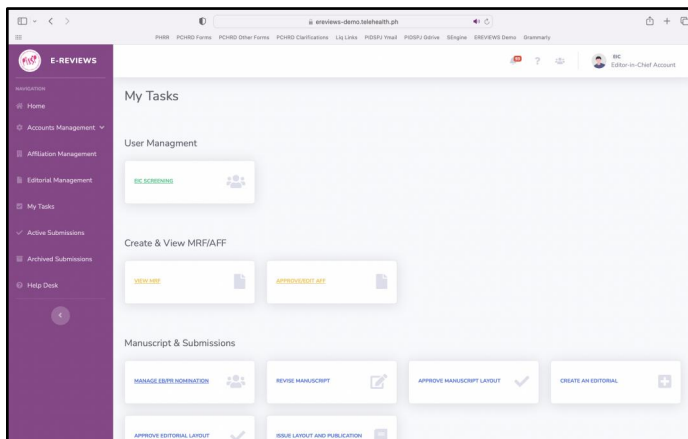 ereviews-demo.telehealth.ph
PHRR PCHRD Forms PCHRD Other Forms PCHRD Clarifications Liq Links PIDSPJ Ymail PIDSPJ Gdrive SEngine EREVIEWS Demo Grammarly
E-REVIEWS
EIC
Editor-in-Chief Account
NAVIGATION
Home
Accounts Management
Affiliation Management
Editorial Management
My Tasks
Active Submissions
Archived Submissions
Help Desk
My Tasks
User Managment
EIC SCREENING
Create & View MRF/AFF
VIEW MRF
APPROVE/EDIT AFF
Manuscript & Submissions
MANAGE EB/PR NOMINATION
REVISE MANUSCRIPT
APPROVE MANUSCRIPT LAYOUT
CREATE AN EDITORIAL
APPROVE EDITORIAL LAYOUT
ISSUE LAYOUT AND PUBLICATION